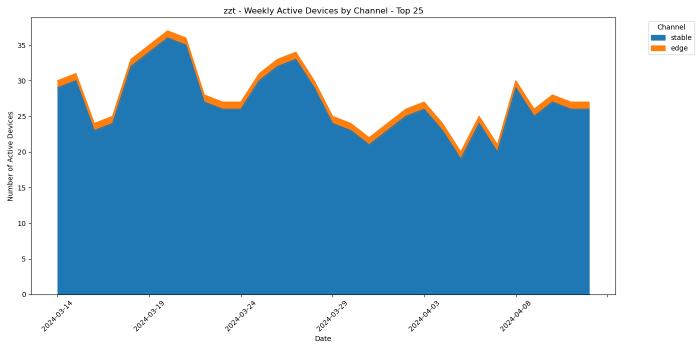 zzt - Weekly Active Devices by Channel - Top 25
Channel
stable
edge
Number of Active Devices
35
30
25
20
15
10
5
0
2024-03-14
2024-03-19
2024-03-24
2024-03-29
2024-04-03
2024-04-08
Date